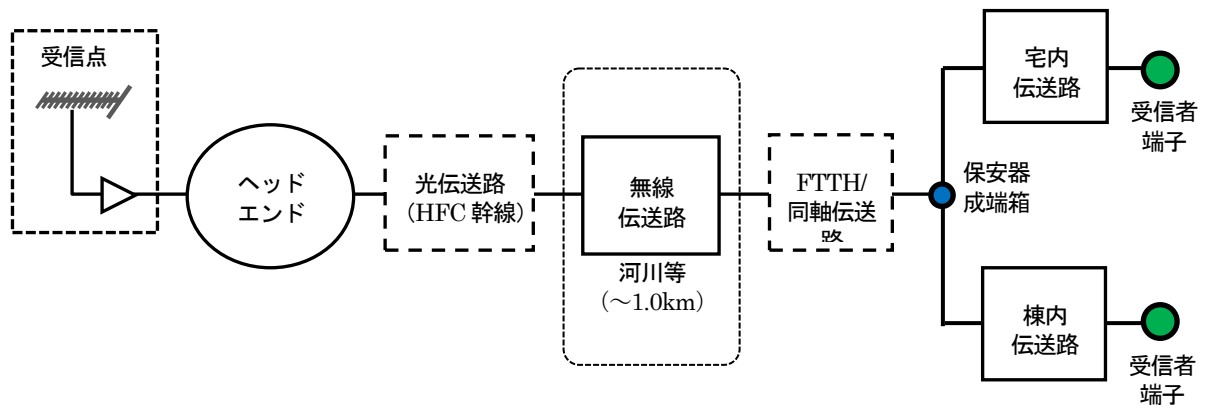 受信点
ヘッド
エンド
光伝送路
（HFC 幹線）
無線
伝送路
河川等
（～1.0km）
FTTH/
同軸伝送
路
保安器
成端箱
宅内
伝送路
受信者
端子
棟内
伝送路
受信者
端子